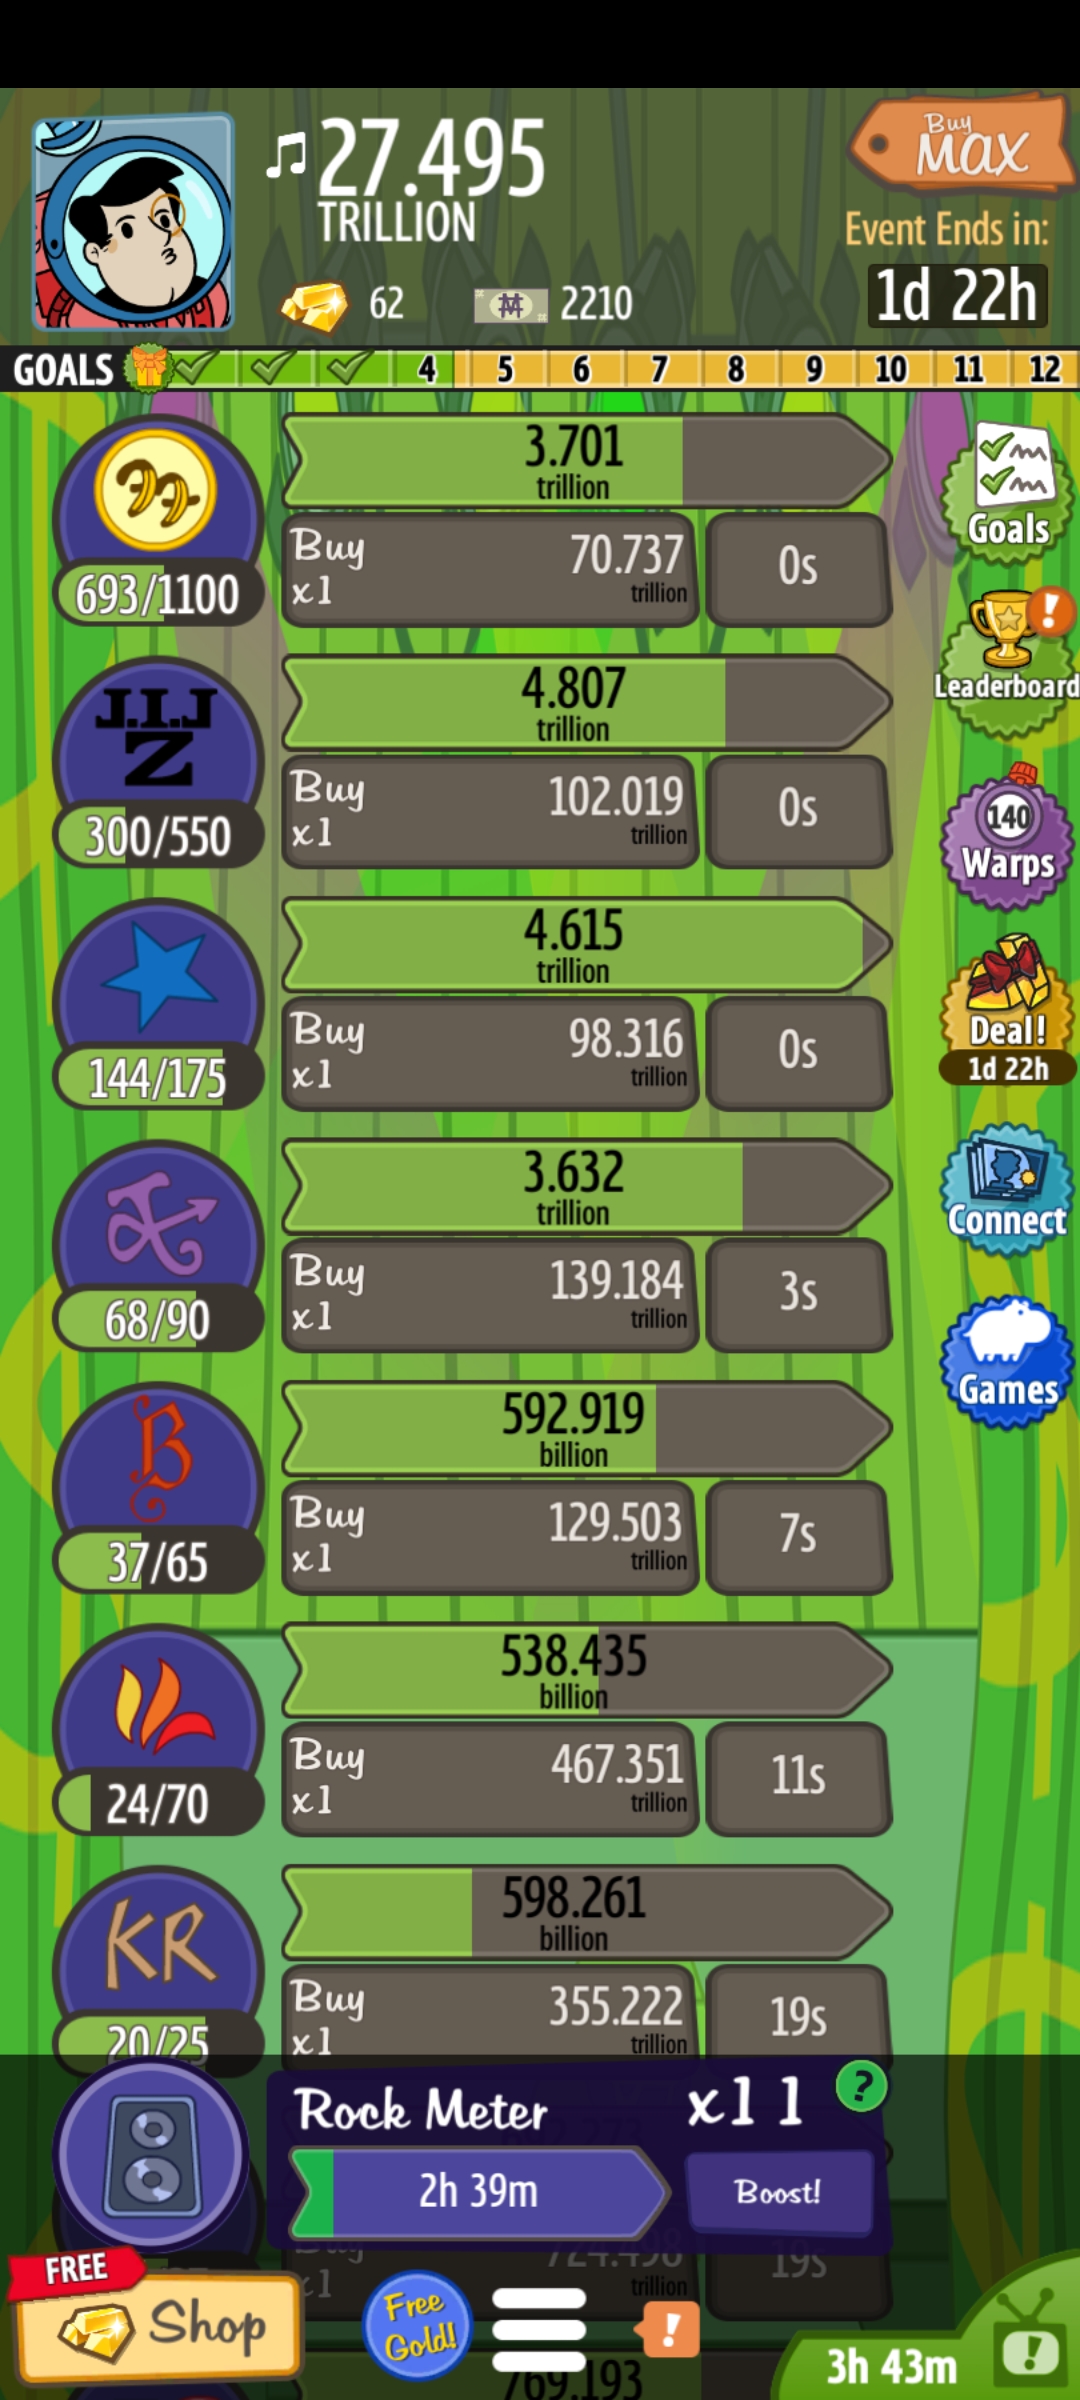 27.495
TRILLION
Buy
MAX
Event Ends in:
1d 22h
62
2210
GOALS
4 5 6 7 8 9 10 11 12
3.701
trillion
Buy
x1
70.737
trillion
0s
693/1100
Goals
J.I.J
Z
4.807
trillion
Buy
x1
102.019
trillion
0s
300/550
Leaderboard
140
Warps
4.615
trillion
Buy
x1
98.316
trillion
0s
144/175
Deal!
1d 22h
3.632
trillion
Buy
x1
139.184
trillion
3s
68/90
Connect
B
592.919
billion
Buy
x1
129.503
trillion
7s
37/65
Games
538.435
billion
Buy
x1
467.351
trillion
11s
24/70
KR
598.261
billion
Buy
x1
355.222
trillion
19s
20/25
Rock Meter
x11
?
2h 39m
Boost!
Buy
x1
724.498
trillion
19s
FREE
Shop
Free
Gold!
!
769.193
3h 43m
!